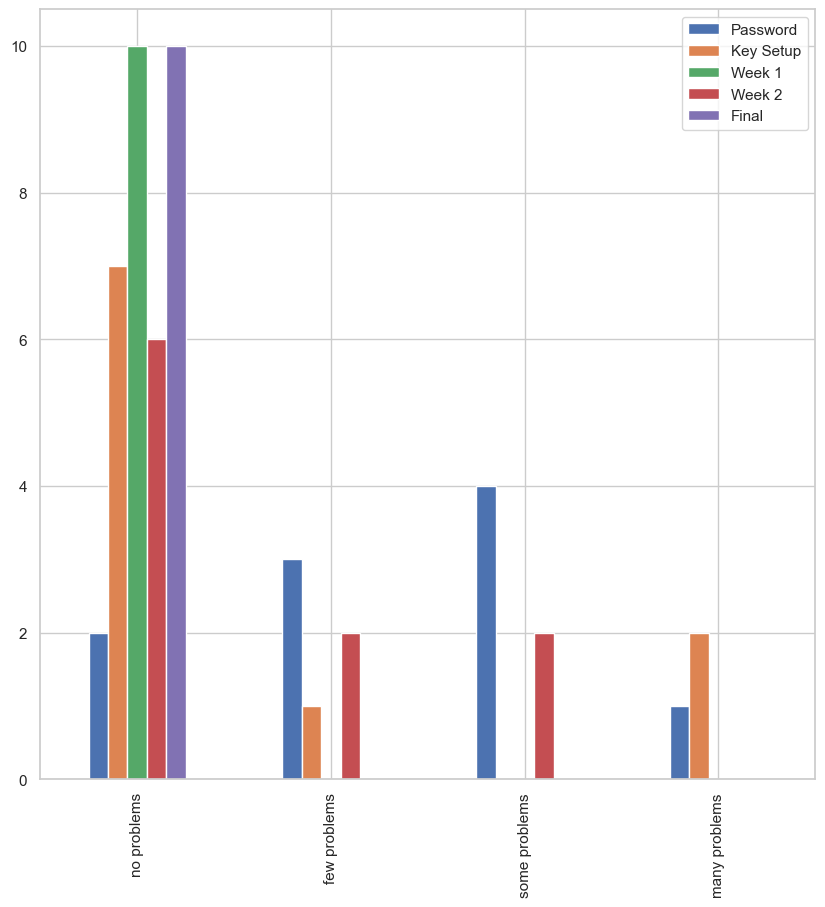 Password
Key Setup
Week 1
Week 2
Final
10
8
6
4
2
0
no problems
few problems
some problems
many problems